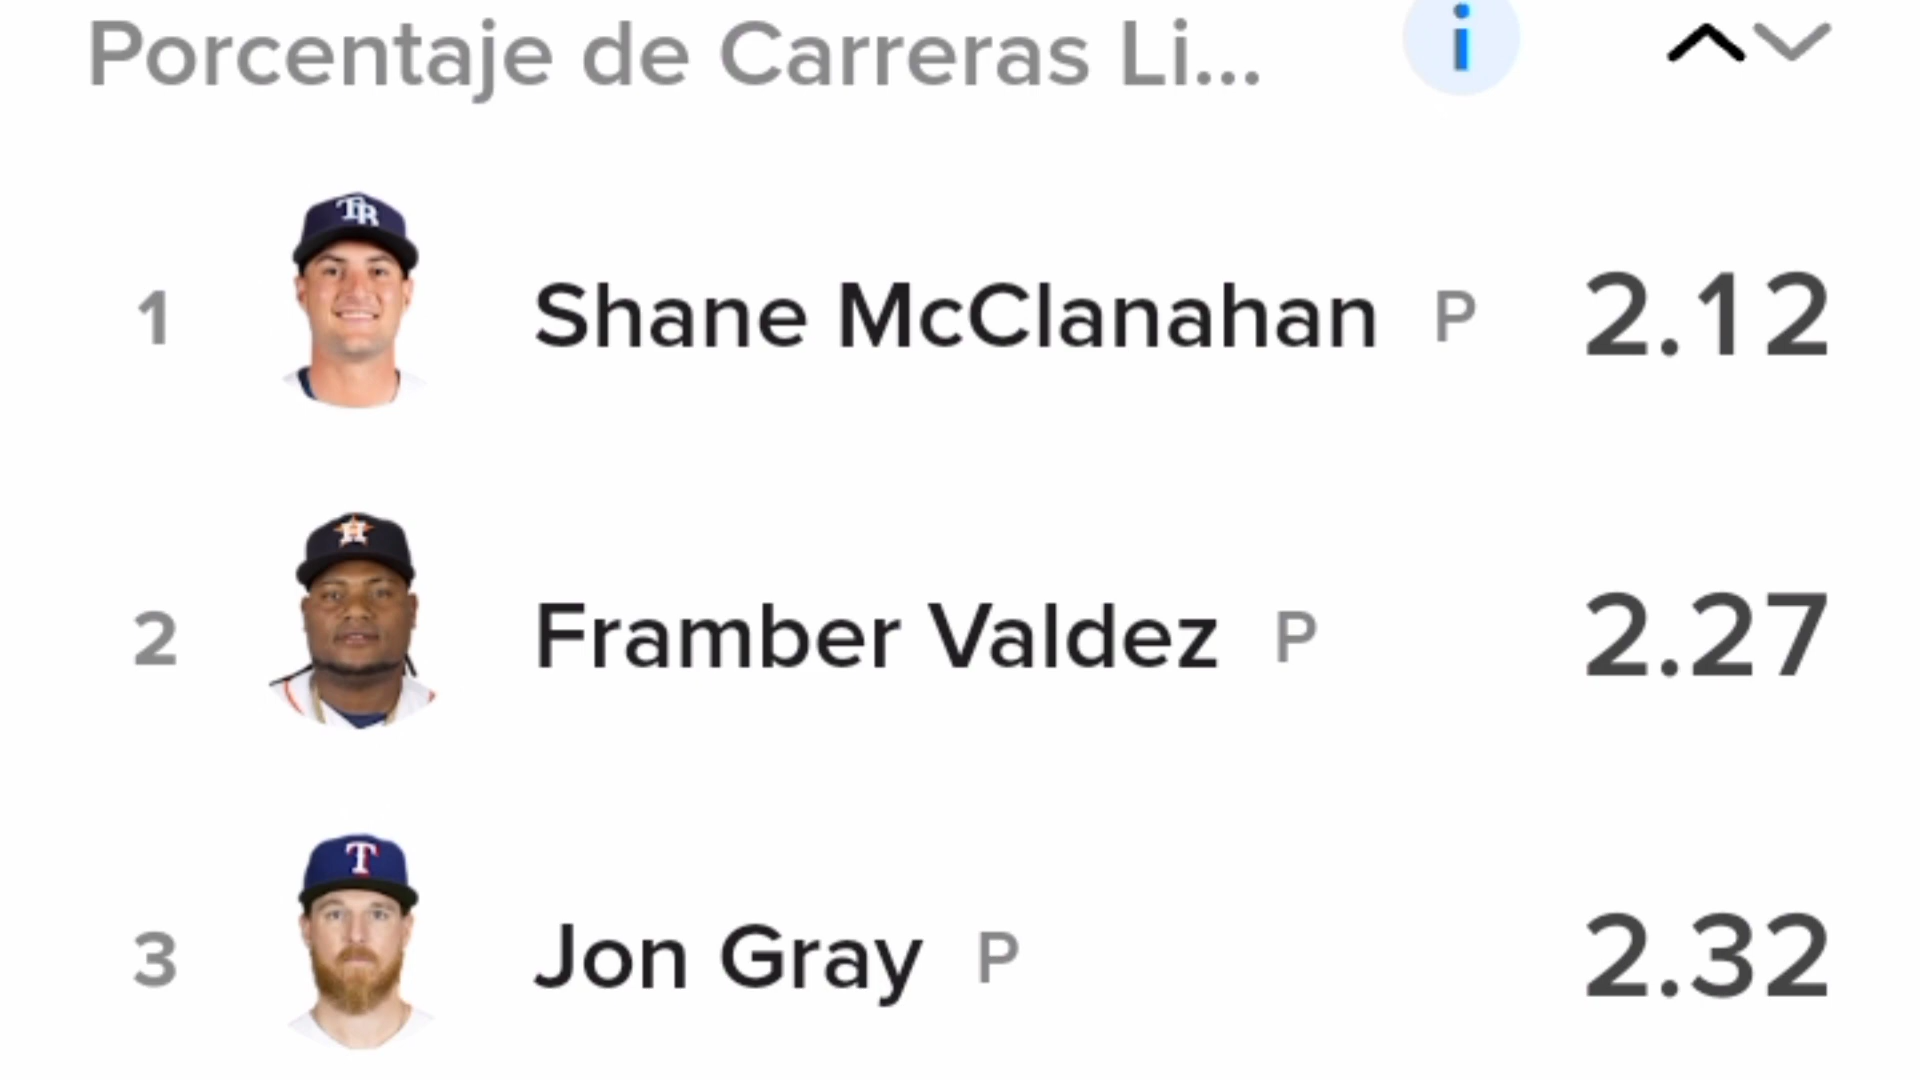 Porcentaje de Carreras Li... i
1 TB Shane McClanahan P 2.12
2 H Framber Valdez P 2.27
3 T Jon Gray P 2.32